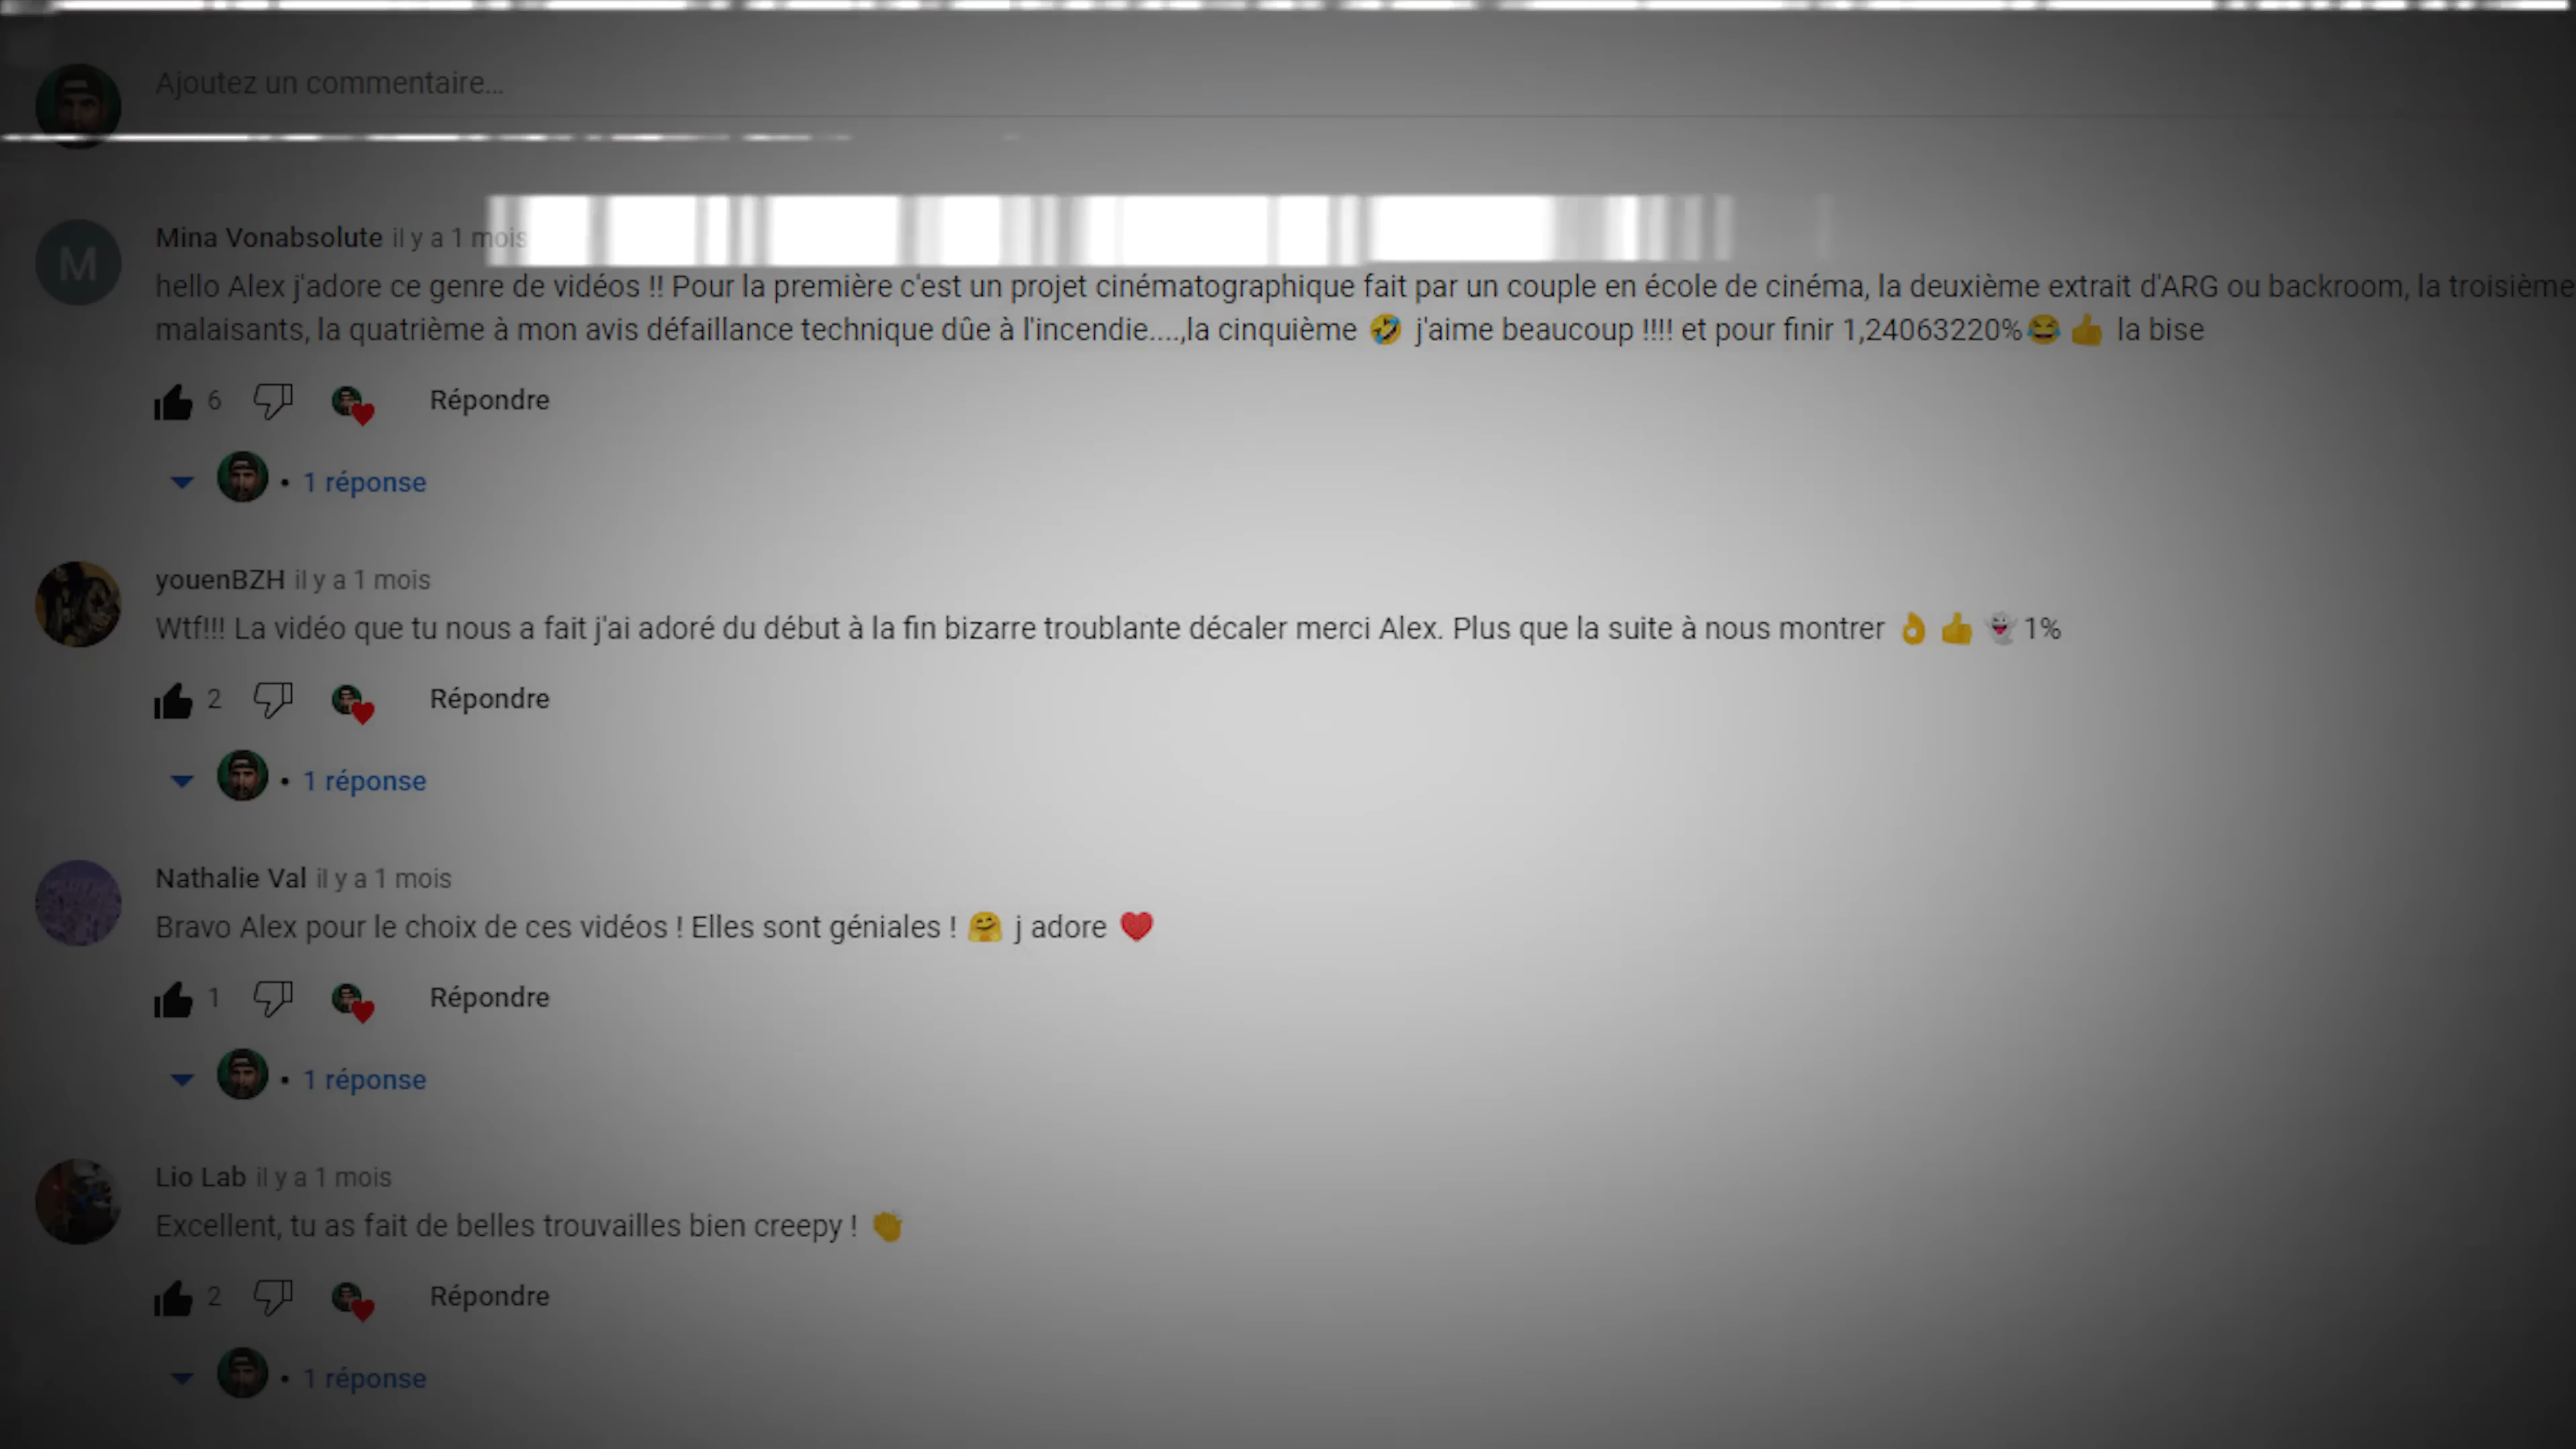 Ajoutez un commentaire...
Mina Vonabsolute il y a 1 mois
hello Alex j'adore ce genre de vidéos !! Pour la première c'est un projet cinématographique fait par un couple en école de cinéma, la deuxième extrait d'ARG ou backroom, la troisième
malaisants, la quatrième à mon avis défaillance technique dûe à l'incendie....,la cinquième 🤣 j'aime beaucoup !!!! et pour finir 1,24063220%😂 👍 la bise
6 Répondre
• 1 réponse
youenBZH il y a 1 mois
Wtf!!! La vidéo que tu nous a fait j'ai adoré du début à la fin bizarre troublante décaler merci Alex. Plus que la suite à nous montrer 👌 👍 👻 1%
2 Répondre
• 1 réponse
Nathalie Val il y a 1 mois
Bravo Alex pour le choix de ces vidéos ! Elles sont géniales ! 🤗 j adore ❤️
1 Répondre
• 1 réponse
Lio Lab il y a 1 mois
Excellent, tu as fait de belles trouvailles bien creepy ! 👏
2 Répondre
• 1 réponse
M